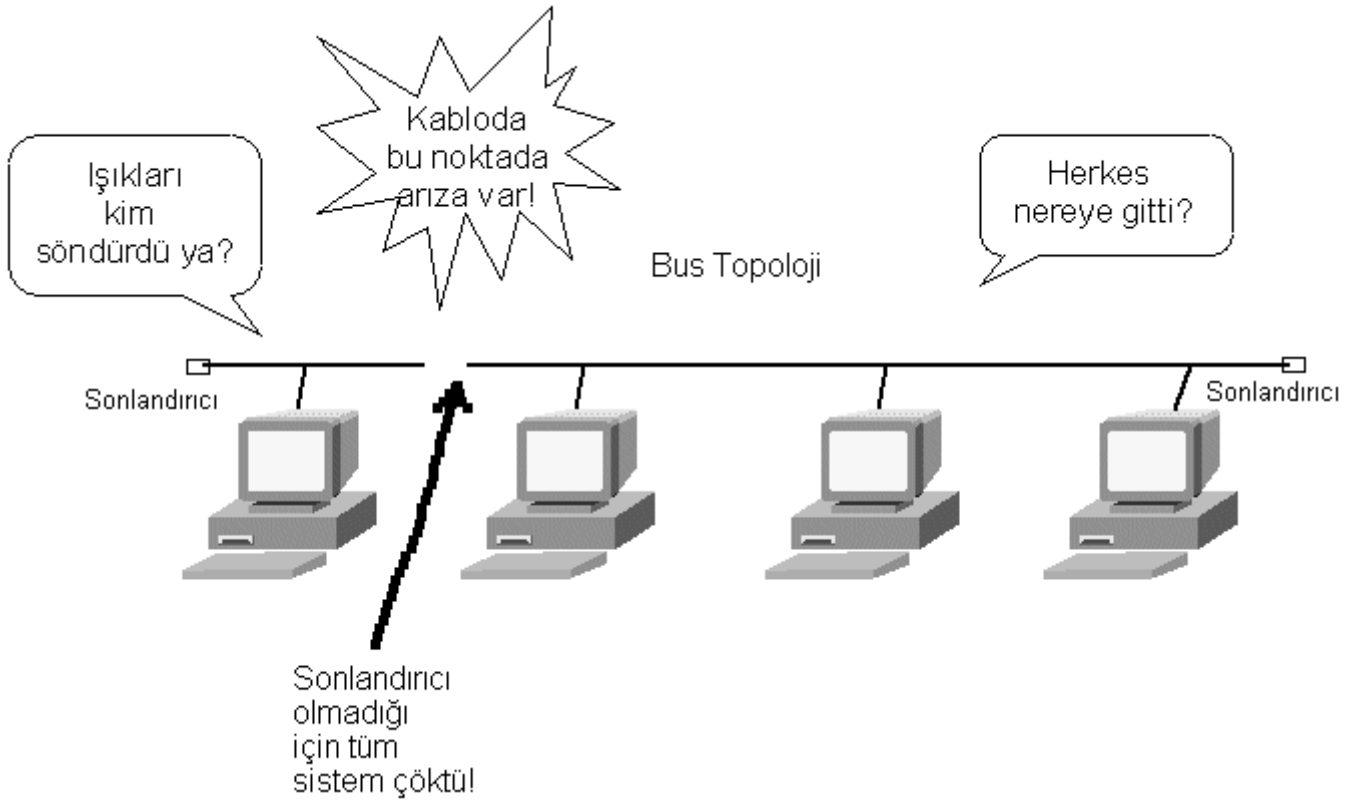 Kabloda
bu noktada
arıza var!
Işıkları
kim
söndürdü ya?
Herkes
nereye gitti?
Bus Topoloji
Sonlandırıcı
Sonlandırıcı
Sonlandırıcı
olmadığı
için tüm
sistem çöktü!